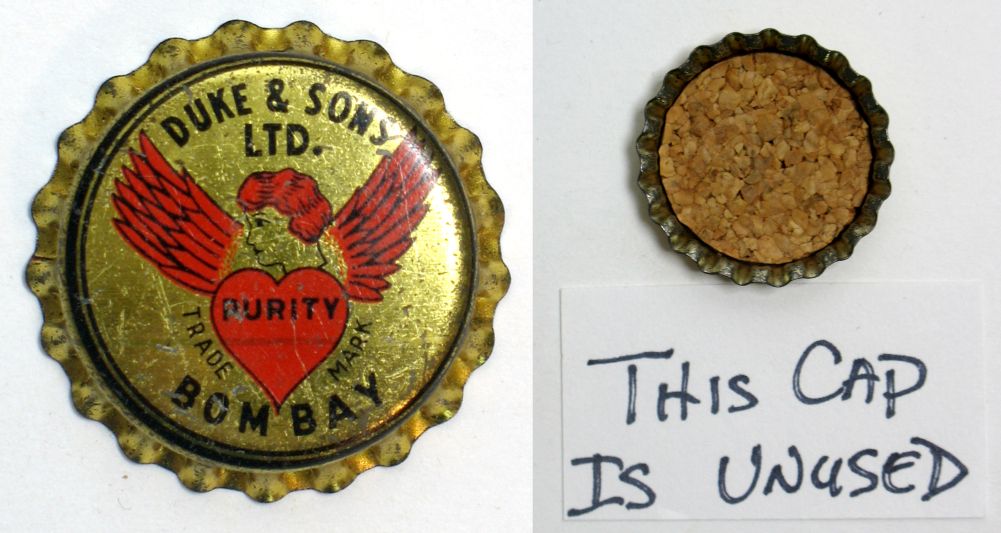 DUKE & SONS
LTD.
PURITY
TRADE MARK
BOMBAY
THIS CAP
IS UNUSED